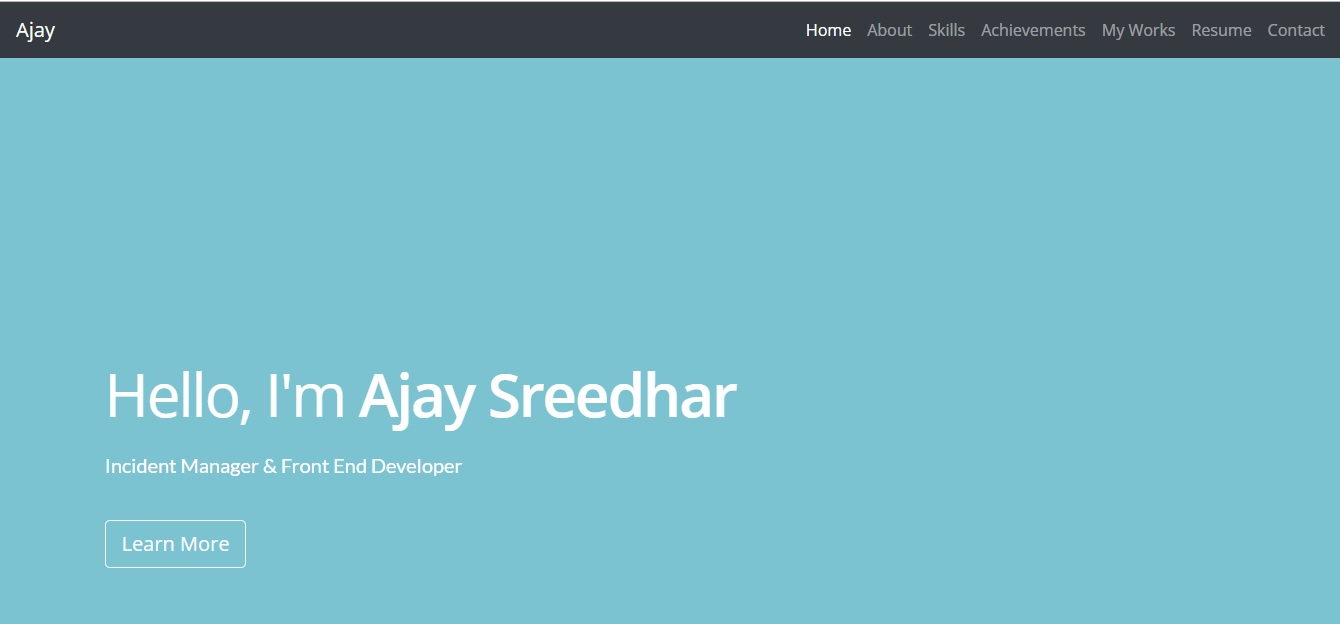 Ajay Home About Skills Achievements My Works Resume Contact
Hello, I'm Ajay Sreedhar
Incident Manager & Front End Developer
Learn More